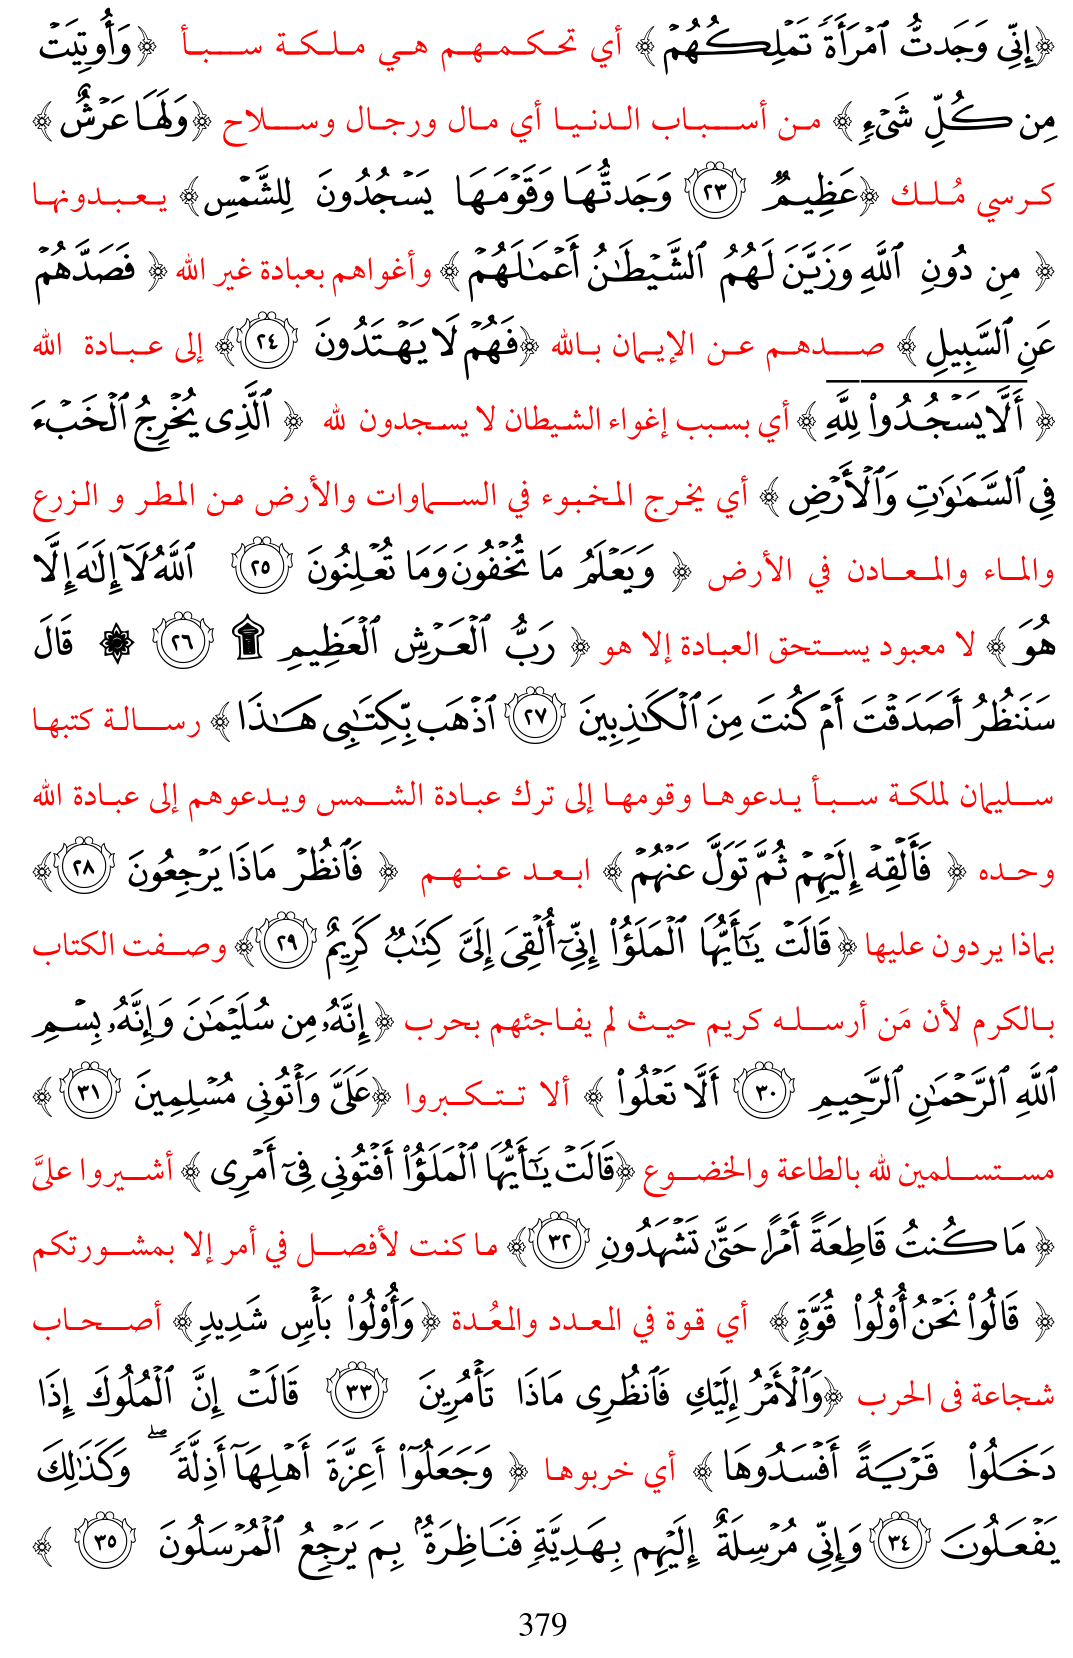 ﴿إِنِّي وَجَدتُّ ٱمْرَأَةً تَمْلِكُهُمْ﴾ أي تحكمهم هي ملكة سبأ ﴿وَأُوتِيَتْ
مِن كُلِّ شَىْءٍ﴾ من أسباب الدنيا أي مال ورجال وسلاح ﴿وَلَهَا عَرْشٌ﴾
كرسي مُلك ﴿عَظِيمٌ ٢٣ وَجَدتُّهَا وَقَوْمَهَا يَسْجُدُونَ لِلشَّمْسِ﴾ يعبدونها
﴿ مِن دُونِ ٱللَّهِ وَزَيَّنَ لَهُمُ ٱلشَّيْطَٰنُ أَعْمَٰلَهُمْ ﴾ وأغواهم بعبادة غير الله ﴿ فَصَدَّهُمْ
عَنِ ٱلسَّبِيلِ ﴾ صدهم عن الإيمان بالله ﴿فَهُمْ لَا يَهْتَدُونَ ٢٤﴾ إلى عبادة الله
﴿ أَلَّا يَسْجُدُوا۟ لِلَّهِ ﴾ أي بسبب إغواء الشيطان لا يسجدون لله ﴿ ٱلَّذِى يُخْرِجُ ٱلْخَبْءَ
فِى ٱلسَّمَٰوَٰتِ وَٱلْأَرْضِ ﴾ أي يخرج المخبوء في السماوات والأرض من المطر و الزرع
والماء والمعادن في الأرض ﴿ وَيَعْلَمُ مَا تُخْفُونَ وَمَا تُعْلِنُونَ ٢٥ ٱللَّهُ لَآ إِلَٰهَ إِلَّا
هُوَ ﴾ لا معبود يستحق العبادة إلا هو ﴿ رَبُّ ٱلْعَرْشِ ٱلْعَظِيمِ ۩ ٢٦ ۞ قَالَ
سَنَنظُرُ أَصَدَقْتَ أَمْ كُنتَ مِنَ ٱلْكَٰذِبِينَ ٢٧ ٱذْهَب بِّكِتَٰبِى هَٰذَا ﴾ رسالة كتبها
سليمان لملكة سبأ يدعوها وقومها إلى ترك عبادة الشمس ويدعوهم إلى عبادة الله
وحده ﴿ فَأَلْقِهْ إِلَيْهِمْ ثُمَّ تَوَلَّ عَنْهُمْ ﴾ ابعد عنهم ﴿ فَٱنظُرْ مَاذَا يَرْجِعُونَ ٢٨﴾
بماذا يردون عليها ﴿قَالَتْ يَٰٓأَيُّهَا ٱلْمَلَؤُا۟ إِنِّىٓ أُلْقِىَ إِلَىَّ كِتَٰبٌ كَرِيمٌ ٢٩﴾ وصفت الكتاب
بالكرم لأن مَن أرسله كريم حيث لم يفاجئهم بحرب ﴿ إِنَّهُۥ مِن سُلَيْمَٰنَ وَإِنَّهُۥ بِسْمِ
ٱللَّهِ ٱلرَّحْمَٰنِ ٱلرَّحِيمِ ٣٠ أَلَّا تَعْلُوا۟ ﴾ ألا تتكبروا ﴿عَلَىَّ وَأْتُونِى مُسْلِمِينَ ٣١ ﴾
مستسلمين لله بالطاعة والخضوع ﴿قَالَتْ يَٰٓأَيُّهَا ٱلْمَلَؤُا۟ أَفْتُونِى فِىٓ أَمْرِى ﴾ أشيروا عليَّ
﴿ مَا كُنتُ قَاطِعَةً أَمْرًا حَتَّىٰ تَشْهَدُونِ ٣٢﴾ ما كنت لأفصل في أمر إلا بمشورتكم
﴿ قَالُوا۟ نَحْنُ أُو۟لُوا۟ قُوَّةٍ ﴾ أي قوة في العدد والعُدة ﴿وَأُو۟لُوا۟ بَأْسٍ شَدِيدٍ﴾ أصحاب
شجاعة فى الحرب ﴿وَٱلْأَمْرُ إِلَيْكِ فَٱنظُرِى مَاذَا تَأْمُرِينَ ٣٣ قَالَتْ إِنَّ ٱلْمُلُوكَ إِذَا
دَخَلُوا۟ قَرْيَةً أَفْسَدُوهَا ﴾ أي خربوها ﴿ وَجَعَلُوٓا۟ أَعِزَّةَ أَهْلِهَآ أَذِلَّةً ۖ وَكَذَٰلِكَ
يَفْعَلُونَ ٣٤ وَإِنِّى مُرْسِلَةٌ إِلَيْهِم بِهَدِيَّةٍ فَنَاظِرَةٌۢ بِمَ يَرْجِعُ ٱلْمُرْسَلُونَ ٣٥ ﴾
379